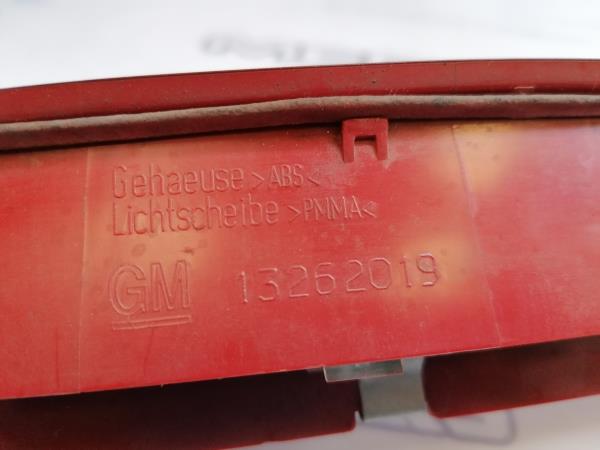 Gehaeuse >ABS<
Lichtscheibe >PMMA<
GM 13262019